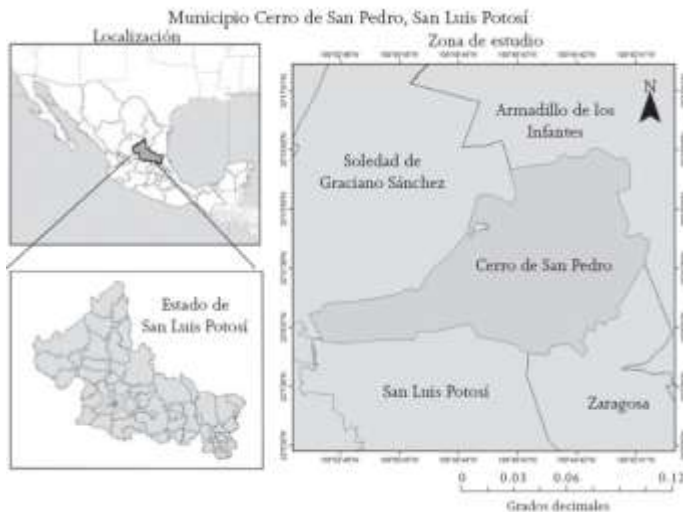 Municipio Cerro de San Pedro, San Luis Potosí
Localización
Zona de estudio
N
Armadillo de los
Infantes
Soledad de
Graciano Sánchez
Cerro de San Pedro
Estado de
San Luis Potosí
San Luis Potosí
Zaragosa
0 0.03 0.06 0.12
Grados decimales